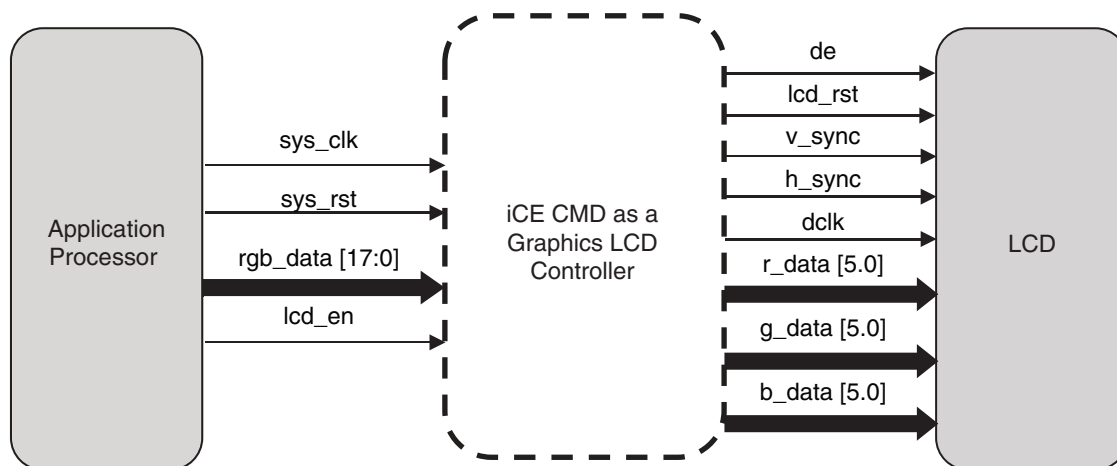 Application
Processor
sys_clk
sys_rst
rgb_data [17:0]
lcd_en
iCE CMD as a
Graphics LCD
Controller
de
lcd_rst
v_sync
h_sync
dclk
r_data [5.0]
g_data [5.0]
b_data [5.0]
LCD